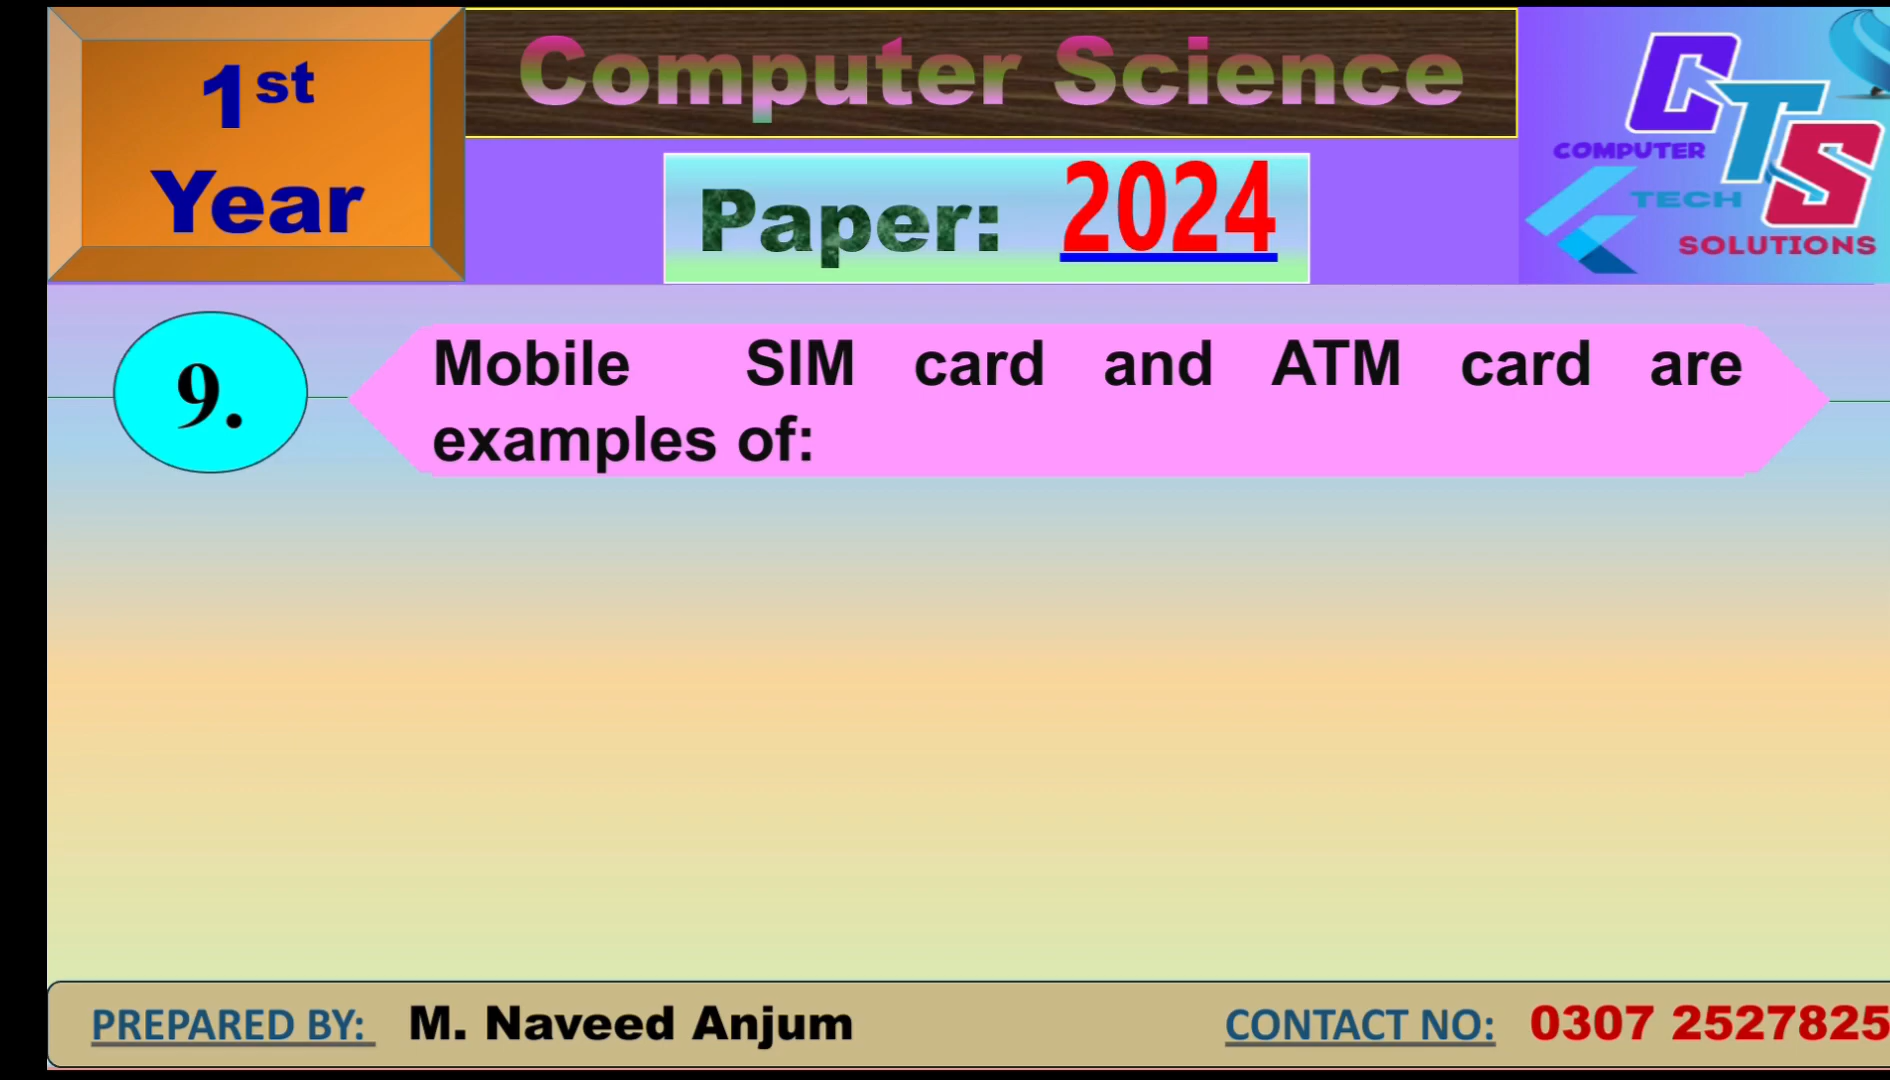 1st
Year
Computer Science
Paper: 2024
CTS
COMPUTER
TECH
SOLUTIONS
9.
Mobile SIM card and ATM card are
examples of:
PREPARED BY: M. Naveed Anjum
CONTACT NO: 0307 2527825